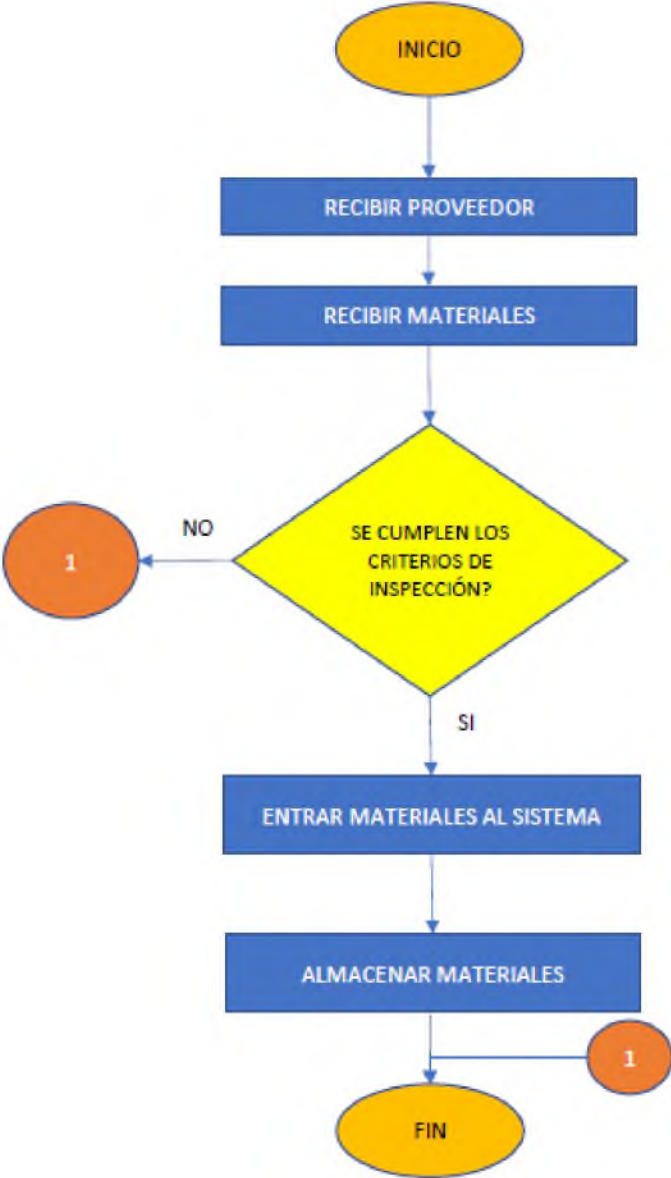 INICIO
RECIBIR PROVEEDOR
RECIBIR MATERIALES
NO
1
SE CUMPLEN LOS
CRITERIOS DE
INSPECCIÓN?
SI
ENTRAR MATERIALES AL SISTEMA
ALMACENAR MATERIALES
1
FIN